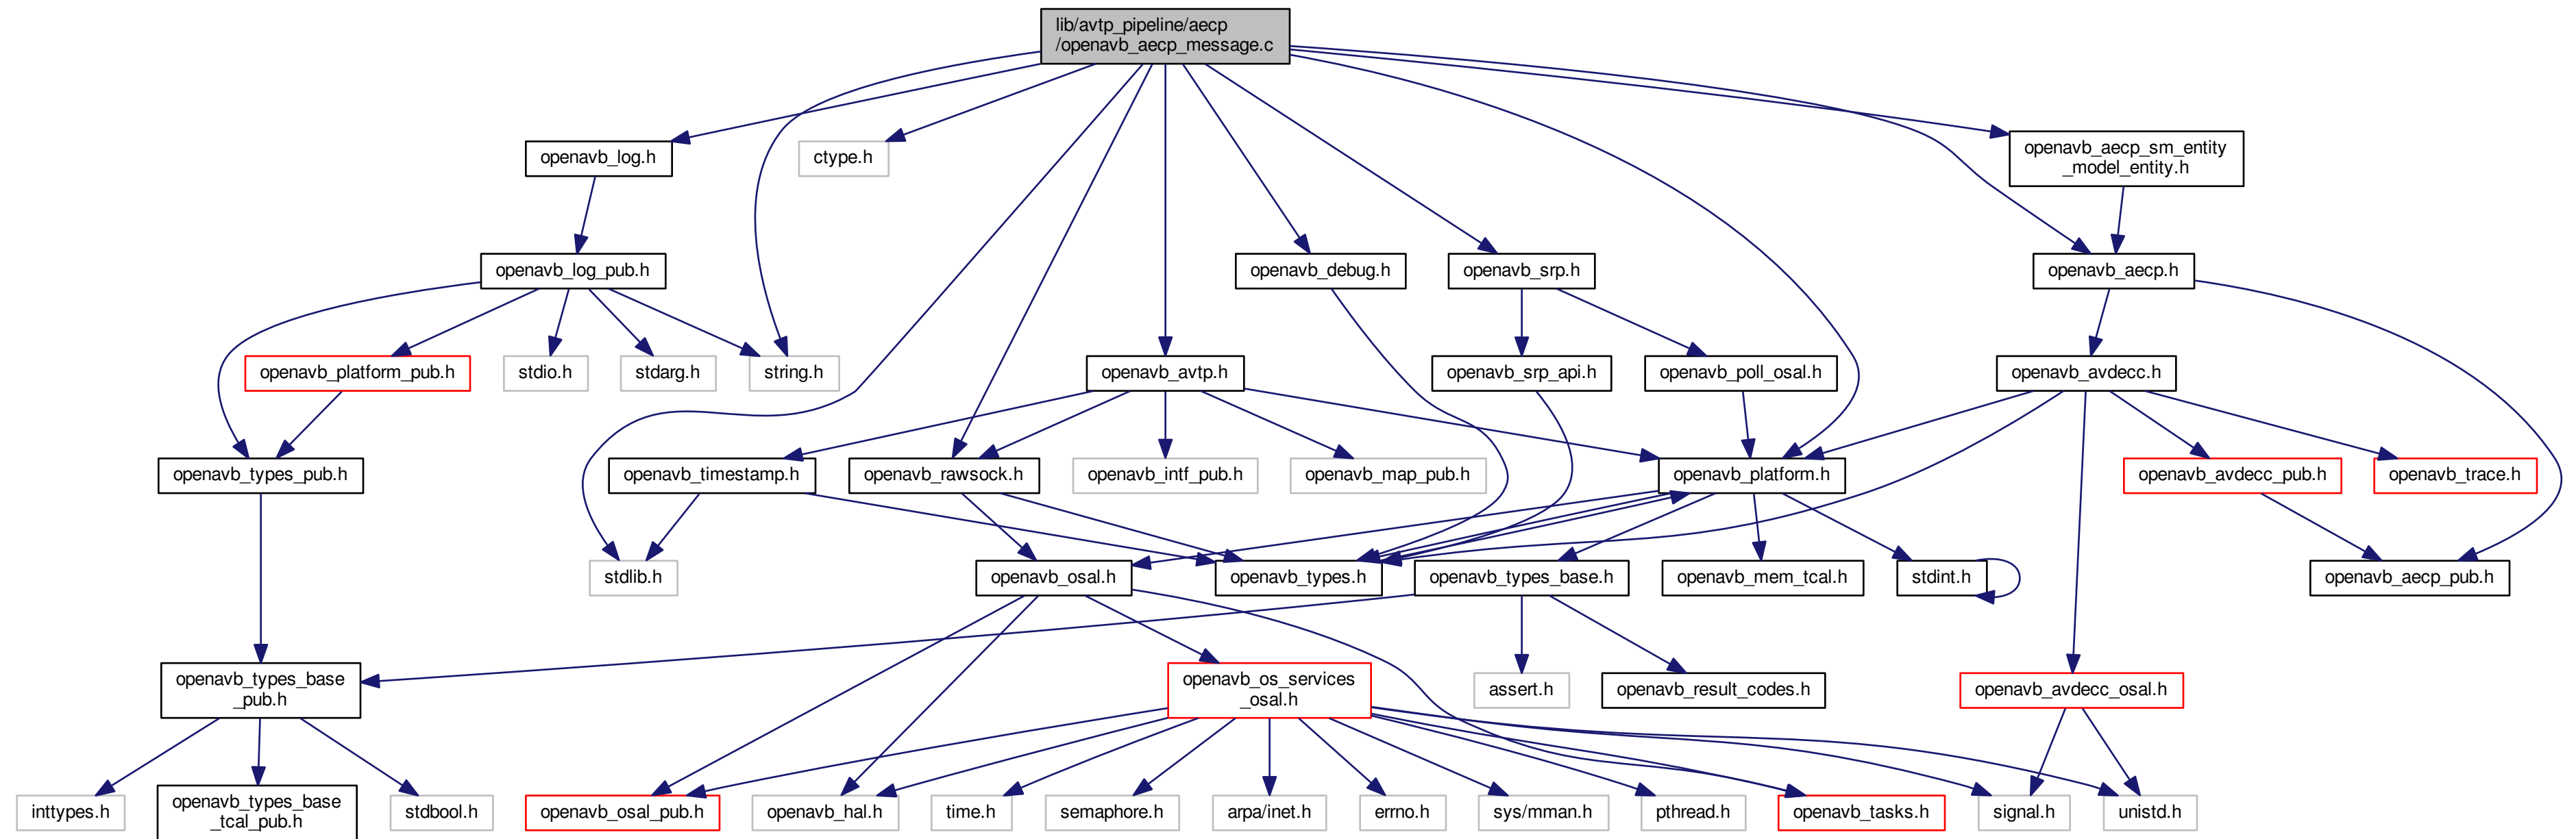 lib/avtp_pipeline/aecp
/openavb_aecp_message.c
openavb_log.h
ctype.h
openavb_aecp_sm_entity
_model_entity.h
openavb_log_pub.h
openavb_debug.h
openavb_srp.h
openavb_aecp.h
openavb_platform_pub.h
stdio.h
stdarg.h
string.h
openavb_avtp.h
openavb_srp_api.h
openavb_poll_osal.h
openavb_avdecc.h
openavb_types_pub.h
openavb_timestamp.h
openavb_rawsock.h
openavb_intf_pub.h
openavb_map_pub.h
openavb_platform.h
openavb_avdecc_pub.h
openavb_trace.h
stdlib.h
openavb_osal.h
openavb_types.h
openavb_types_base.h
openavb_mem_tcal.h
stdint.h
openavb_aecp_pub.h
openavb_types_base
_pub.h
openavb_os_services
_osal.h
assert.h
openavb_result_codes.h
openavb_avdecc_osal.h
inttypes.h
openavb_types_base
_tcal_pub.h
stdbool.h
openavb_osal_pub.h
openavb_hal.h
time.h
semaphore.h
arpa/inet.h
errno.h
sys/mman.h
pthread.h
openavb_tasks.h
signal.h
unistd.h